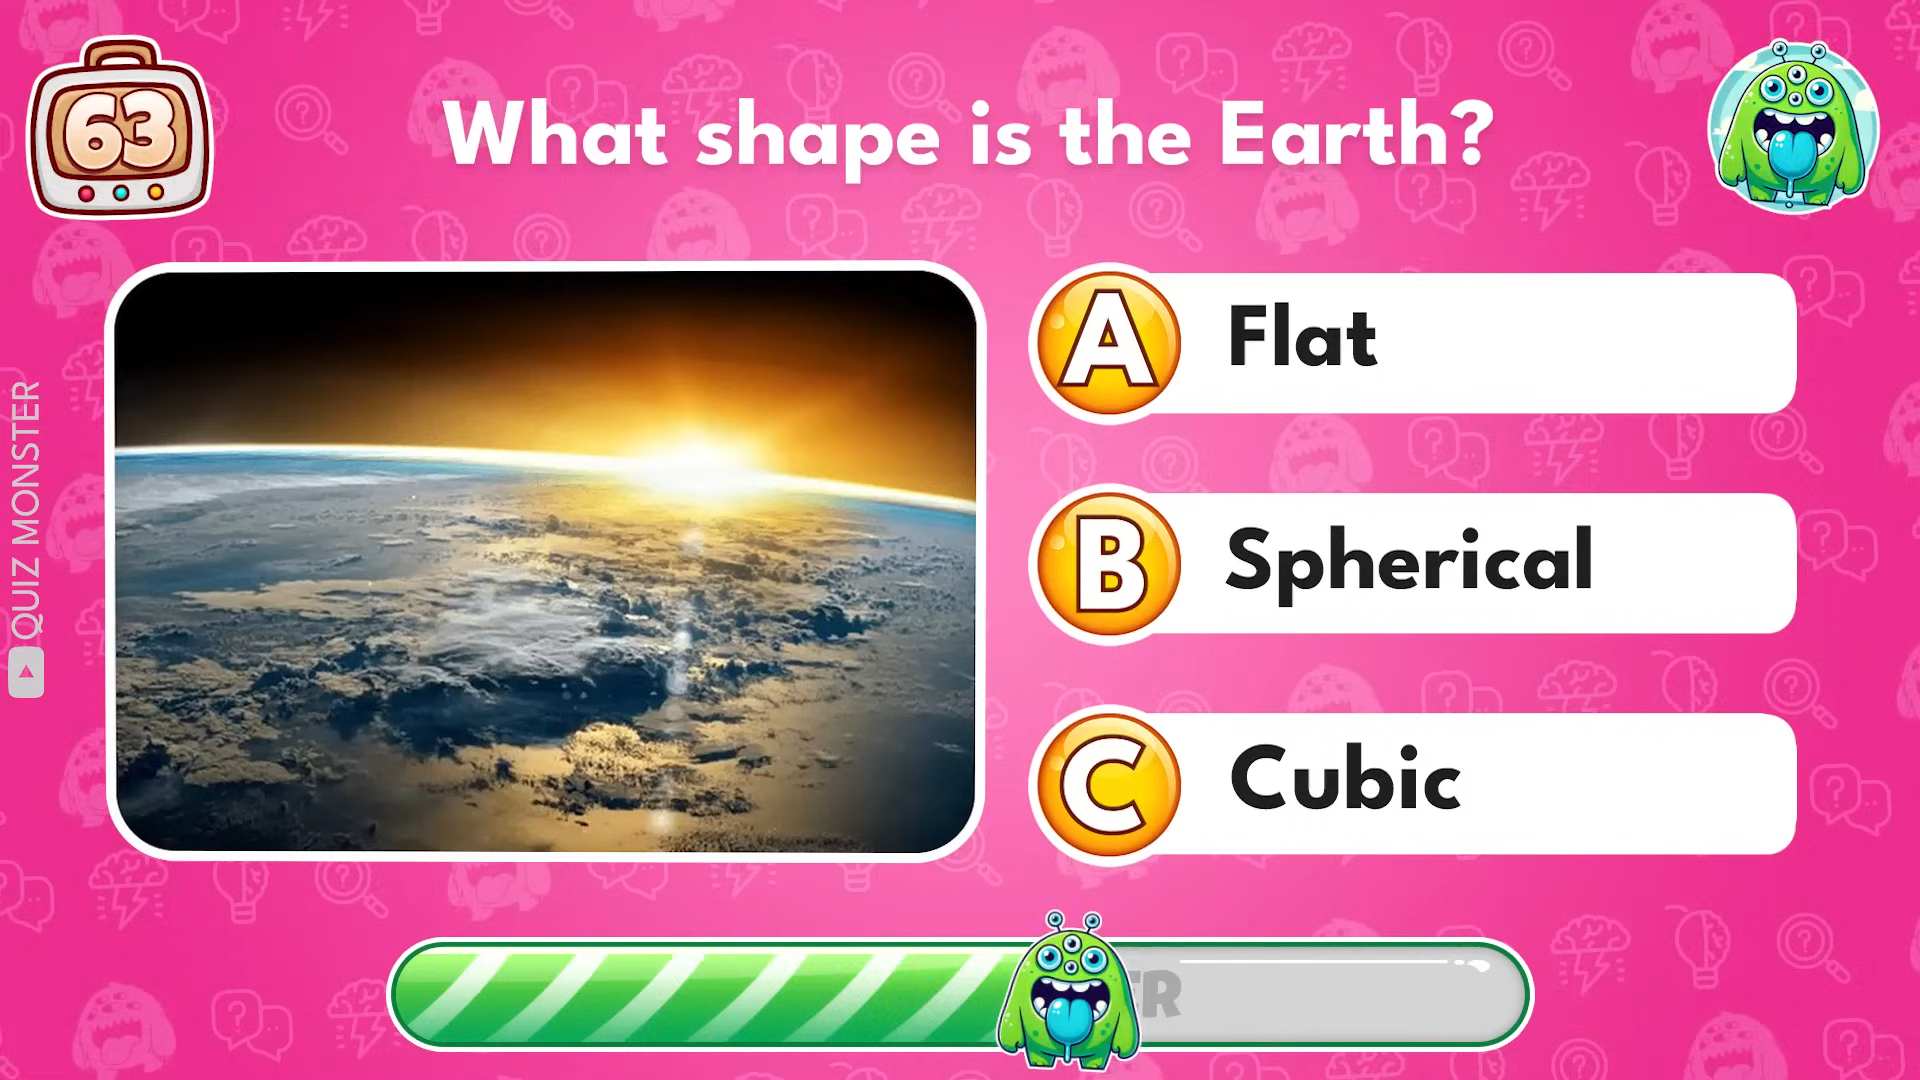 63
What shape is the Earth?
A Flat
B Spherical
C Cubic
QUIZ MONSTER